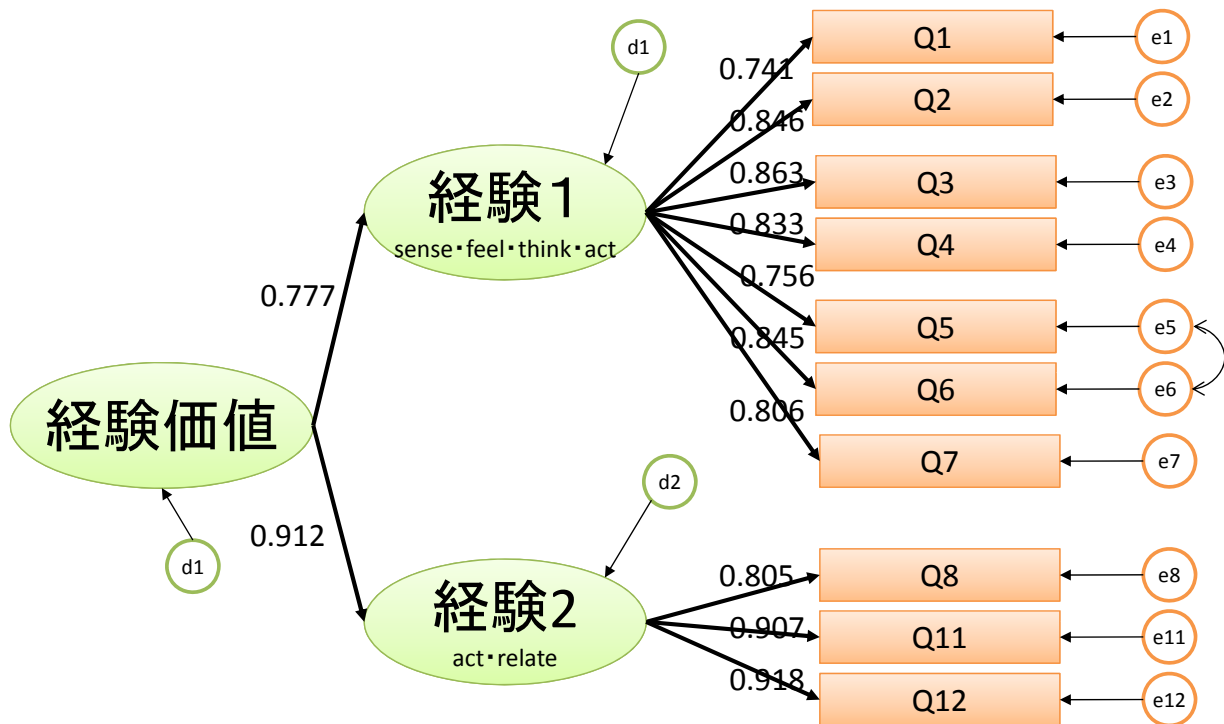 d1
0.741
Q1
e1
0.846
Q2
e2
経験1
sense・feel・think・act
0.863
Q3
e3
0.833
Q4
e4
0.756
Q5
e5
0.845
Q6
e6
0.806
Q7
e7
0.777
経験価値
d1
0.912
d2
経験2
act・relate
0.805
Q8
e8
0.907
Q11
e11
0.918
Q12
e12